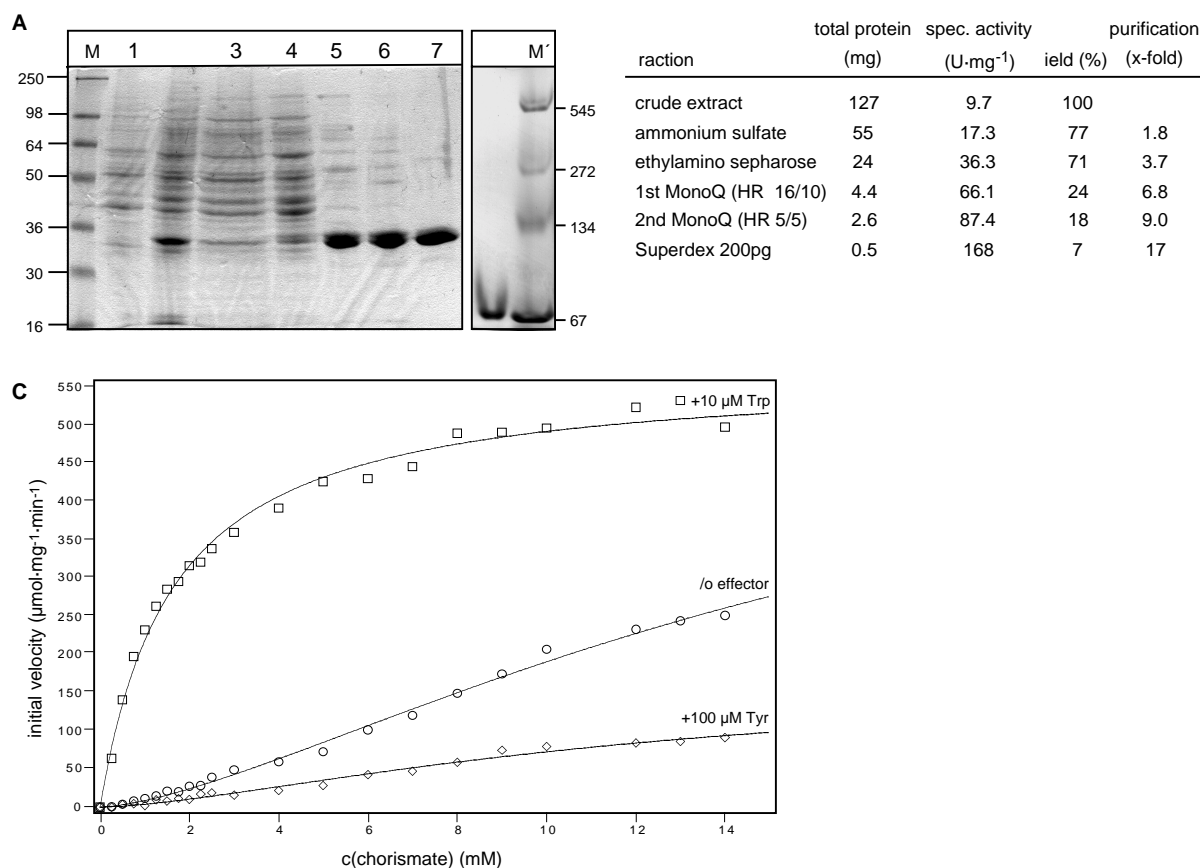 A
M 1 3 4 5 6 7
250
98
64
50
36
30
16
M´
545
272
134
67
total protein spec. activity purification
raction (mg) (U·mg-1) ield (%) (x-fold)
crude extract 127 9.7 100
ammonium sulfate 55 17.3 77 1.8
ethylamino sepharose 24 36.3 71 3.7
1st MonoQ (HR 16/10) 4.4 66.1 24 6.8
2nd MonoQ (HR 5/5) 2.6 87.4 18 9.0
Superdex 200pg 0.5 168 7 17
C
550
500
450
400
350
300
250
200
150
100
50
0
initial velocity (µmol·mg-1·min-1)
+10 µM Trp
/o effector
+100 µM Tyr
0 2 4 6 8 10 12 14
c(chorismate) (mM)